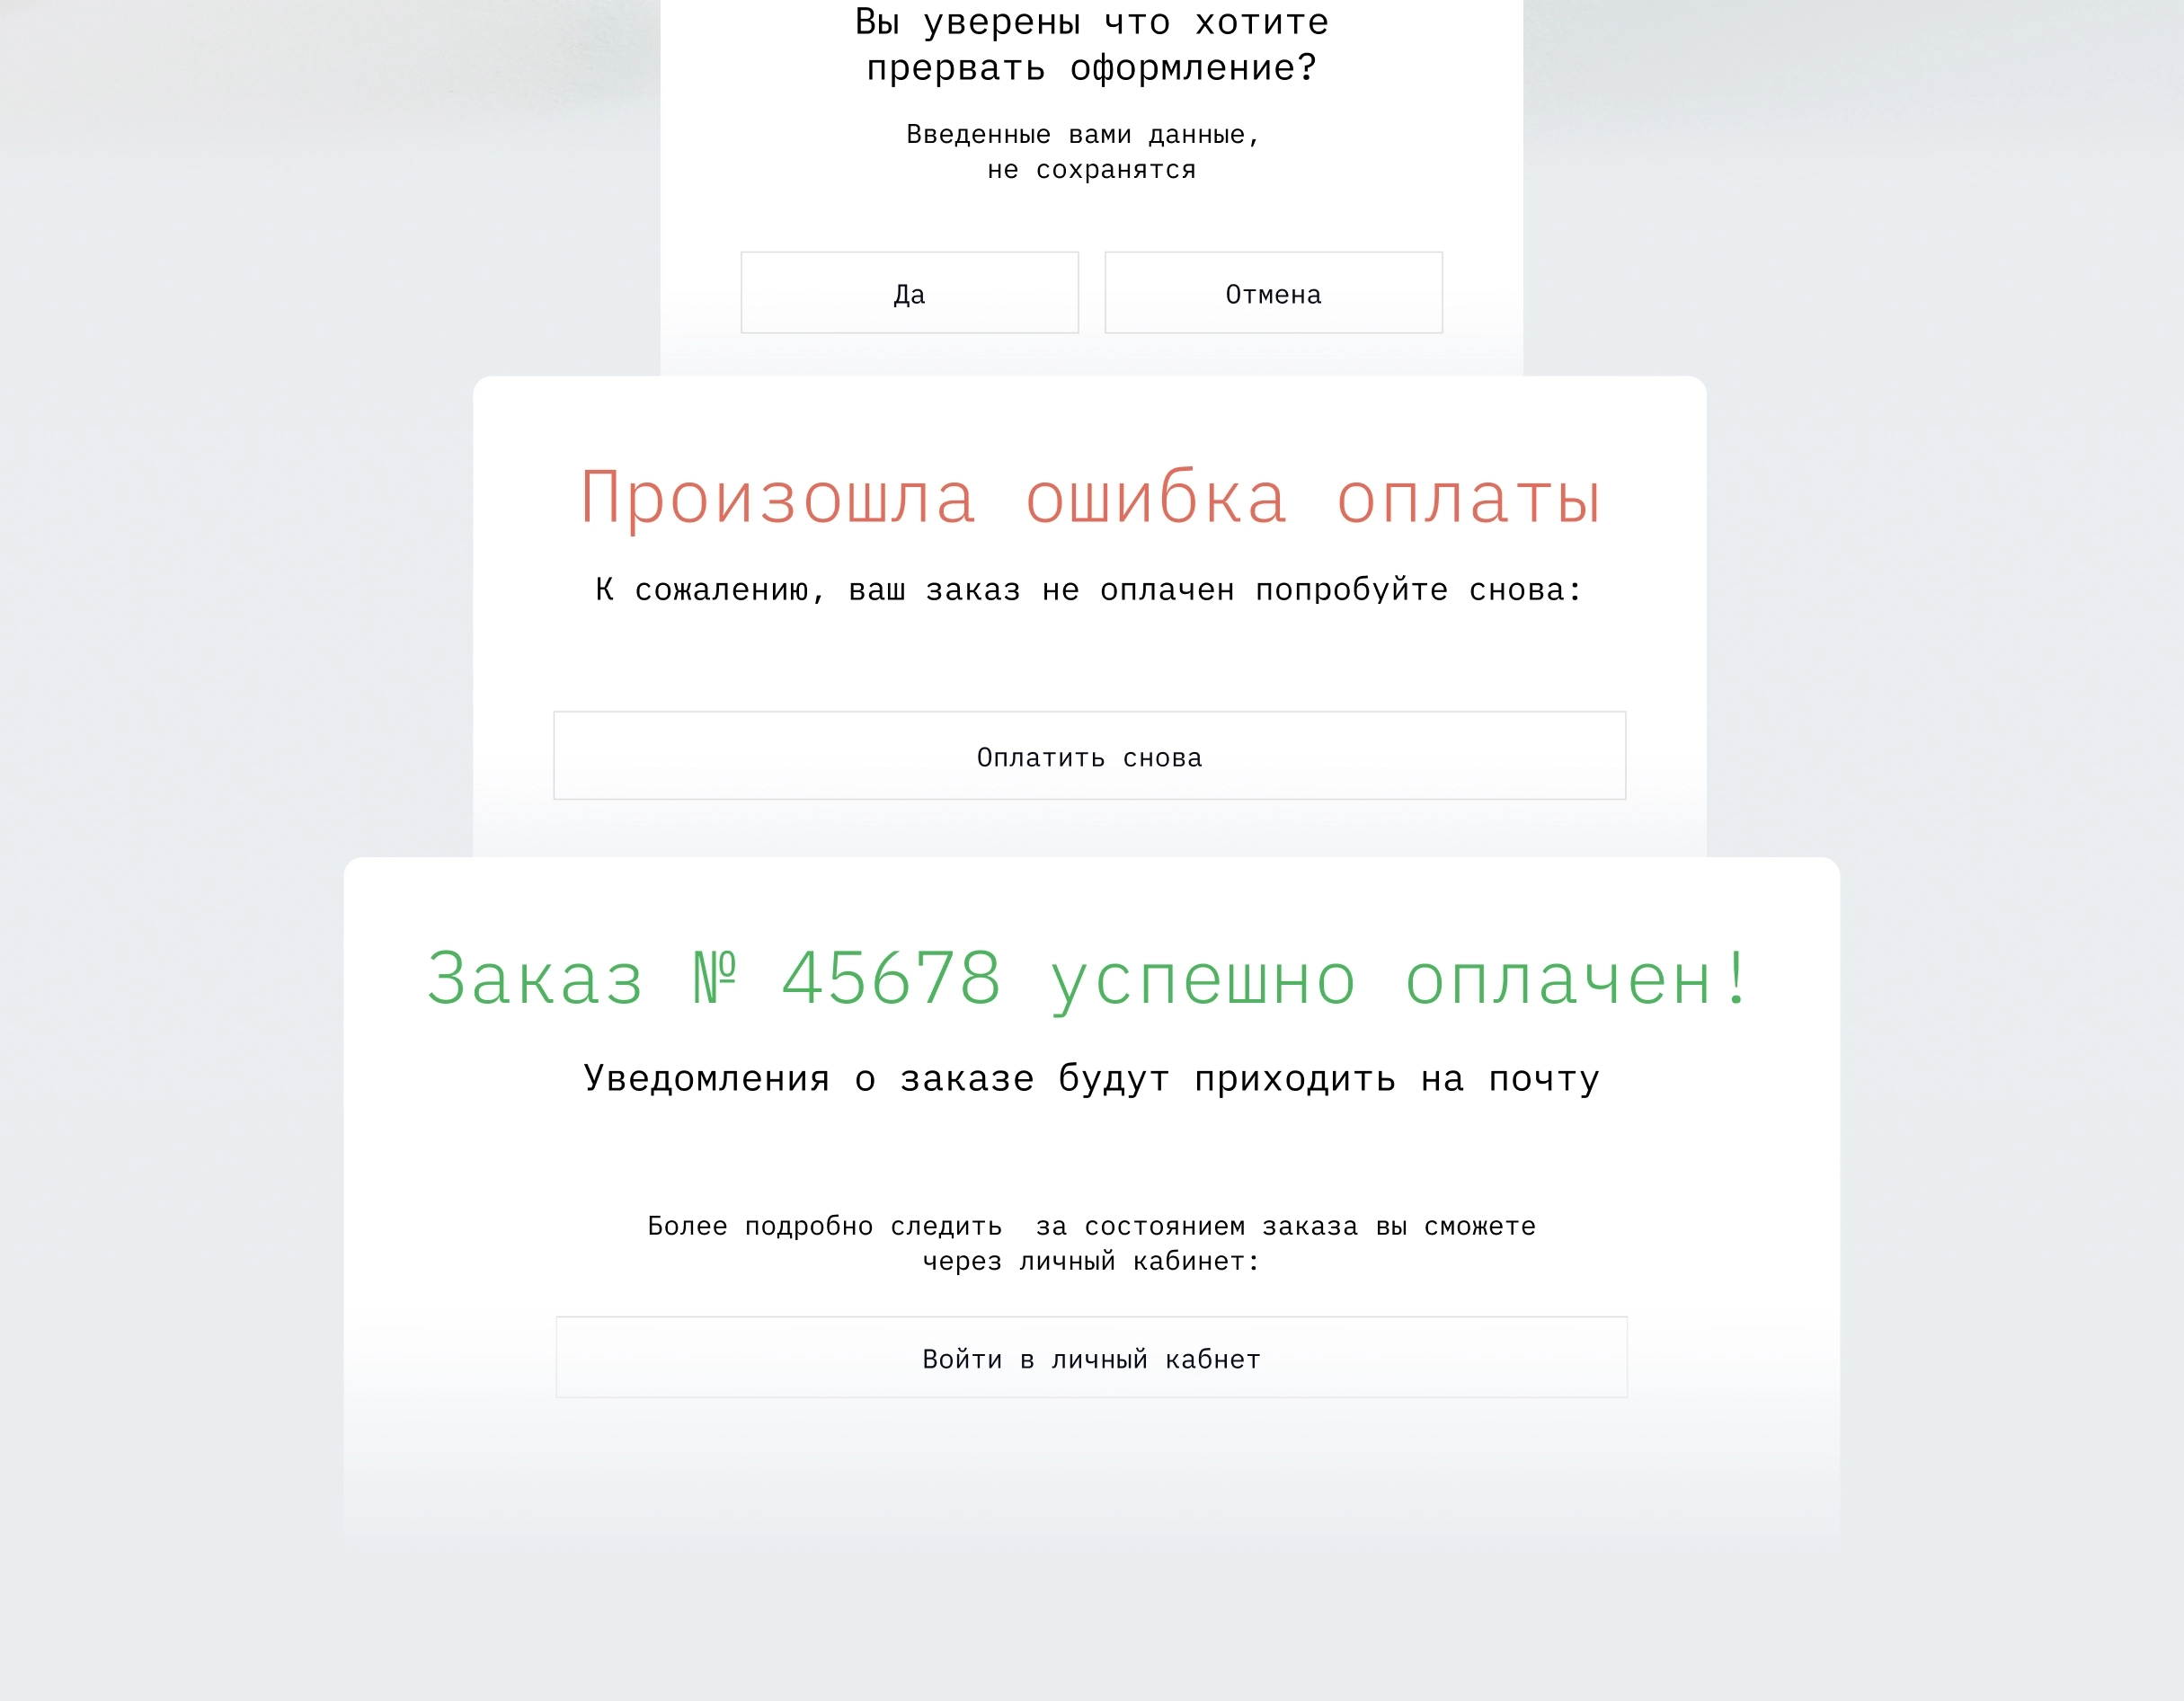 Вы уверены что хотите
прервать оформление?
Введенные вами данные,
не сохранятся
Да
Отмена
Произошла ошибка оплаты
К сожалению, ваш заказ не оплачен попробуйте снова:
Оплатить снова
Заказ № 45678 успешно оплачен!
Уведомления о заказе будут приходить на почту
Более подробно следить  за состоянием заказа вы сможете
через личный кабинет:
Войти в личный кабнет